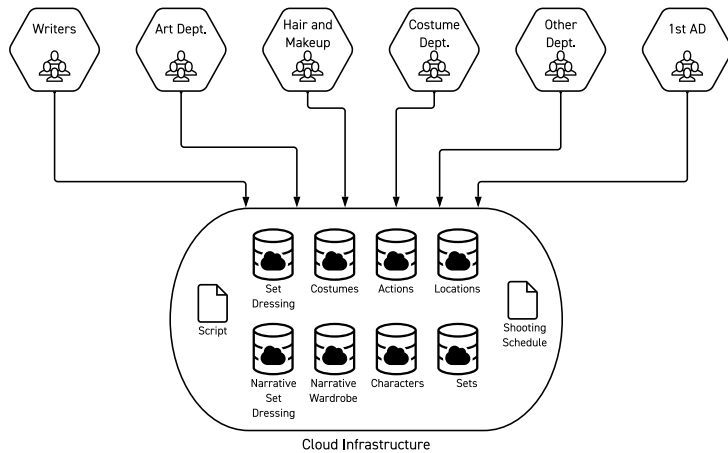 Writers
Art Dept.
Hair and
Makeup
Costume
Dept.
Other
Dept.
1st AD
Set
Dressing
Costumes
Actions
Locations
Script
Shooting
Schedule
Narrative
Set
Dressing
Narrative
Wardrobe
Characters
Sets
Cloud Infrastructure